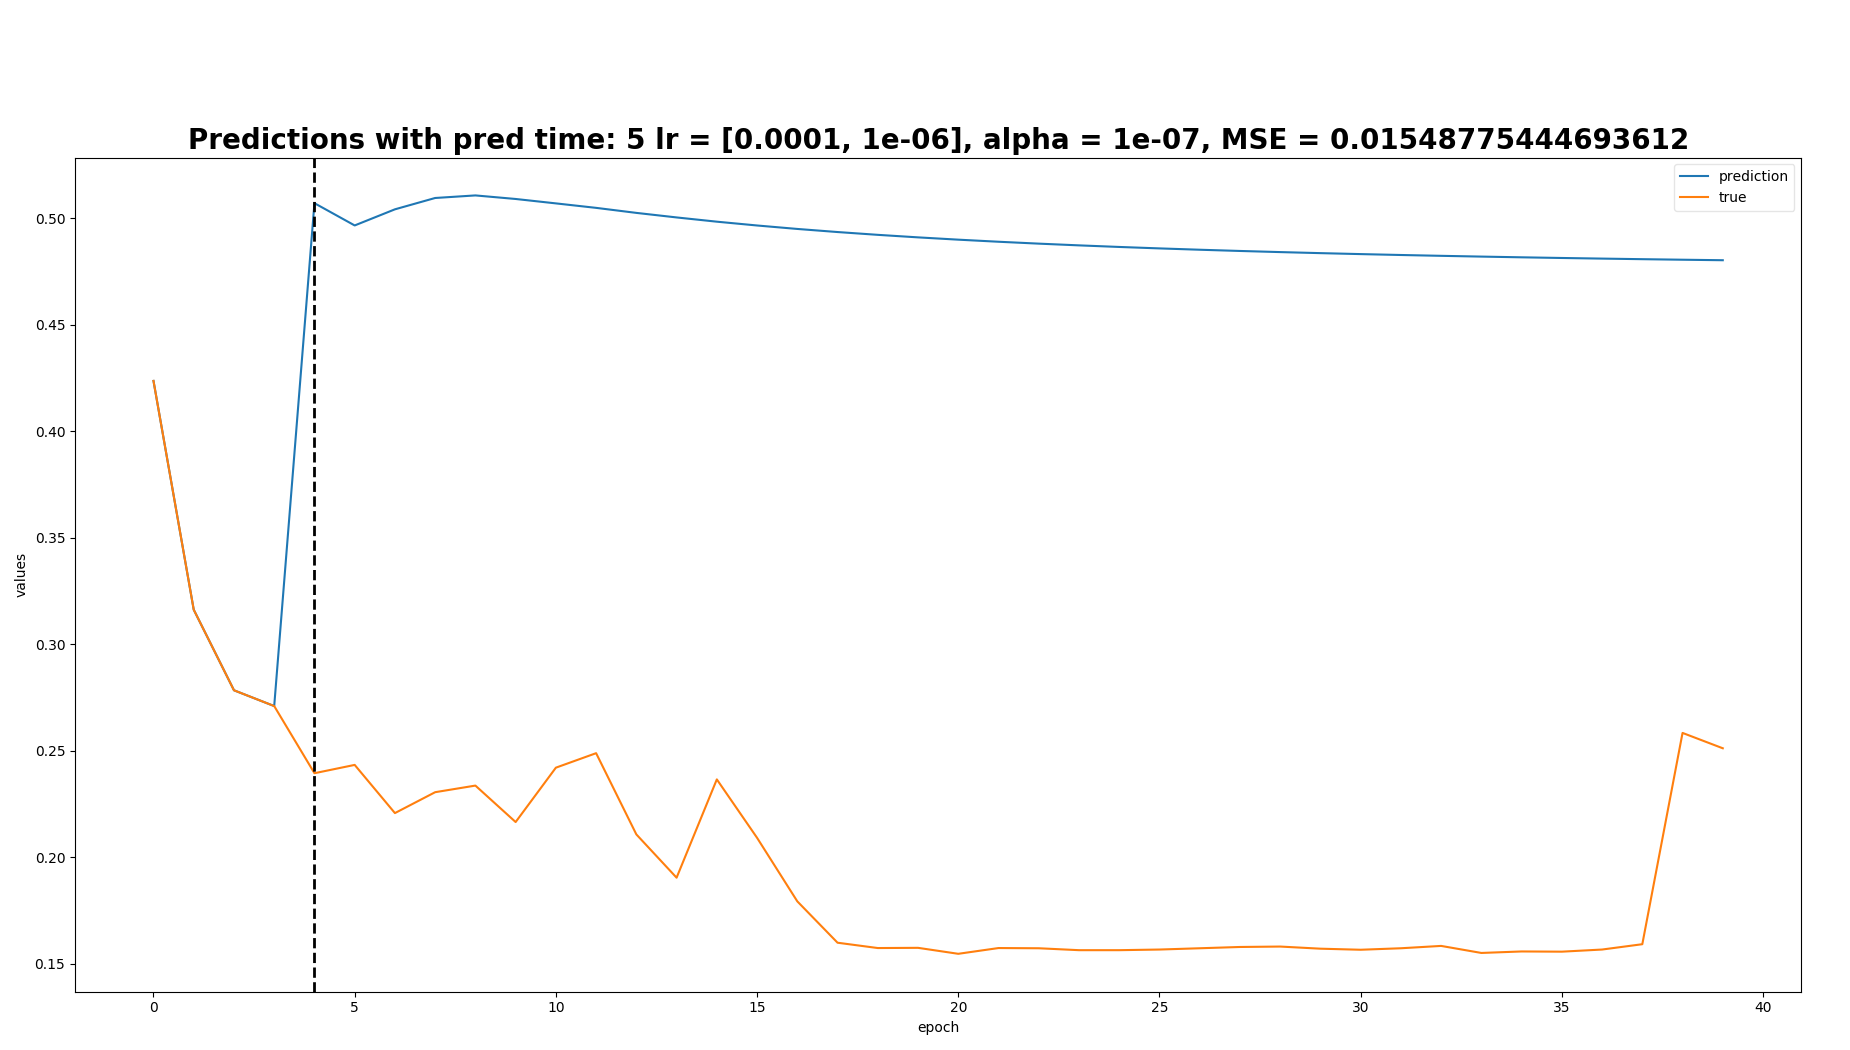 Predictions with pred time: 5 lr = [0.0001, 1e-06], alpha = 1e-07, MSE = 0.01548775444693612
prediction
true
0.50
0.45
0.40
0.35
0.30
0.25
0.20
0.15
values
0 5 10 15 20 25 30 35 40
epoch